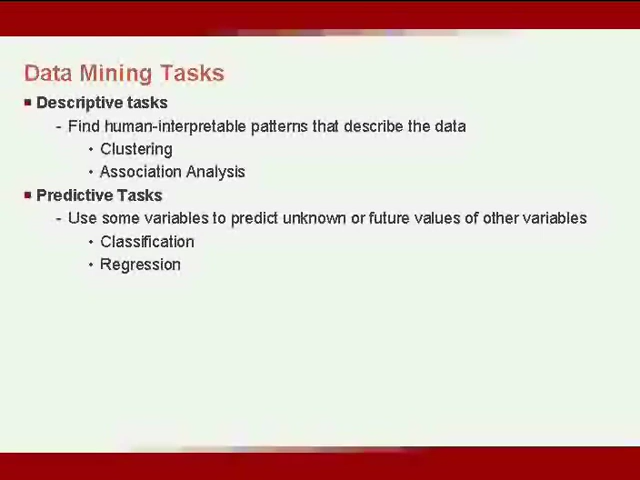 Data Mining Tasks
■ Descriptive tasks
- Find human-interpretable patterns that describe the data
• Clustering
• Association Analysis
■ Predictive Tasks
- Use some variables to predict unknown or future values of other variables
• Classification
• Regression